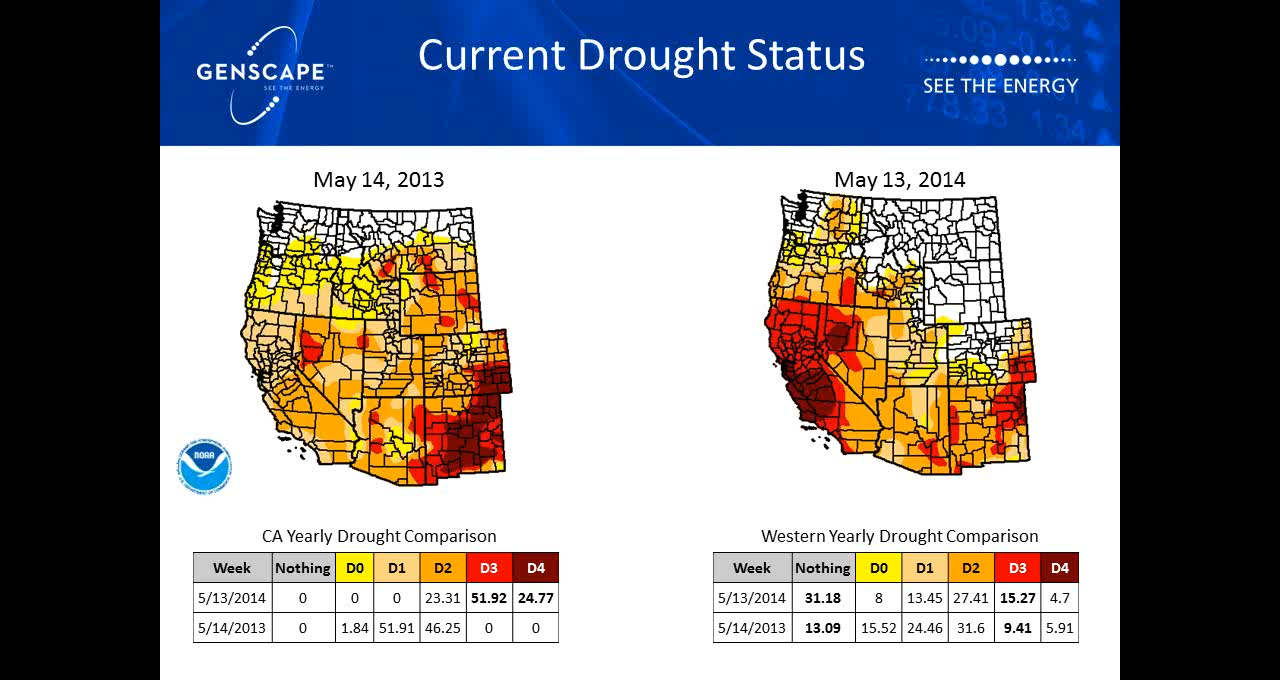 GENSCAPE™
SEE THE ENERGY
Current Drought Status
SEE THE ENERGY
May 14, 2013
May 13, 2014
NOAA
CA Yearly Drought Comparison
Week Nothing D0 D1 D2 D3 D4
5/13/2014 0 0 0 23.31 51.92 24.77
5/14/2013 0 1.84 51.91 46.25 0 0
Western Yearly Drought Comparison
Week Nothing D0 D1 D2 D3 D4
5/13/2014 31.18 8 13.45 27.41 15.27 4.7
5/14/2013 13.09 15.52 24.46 31.6 9.41 5.91